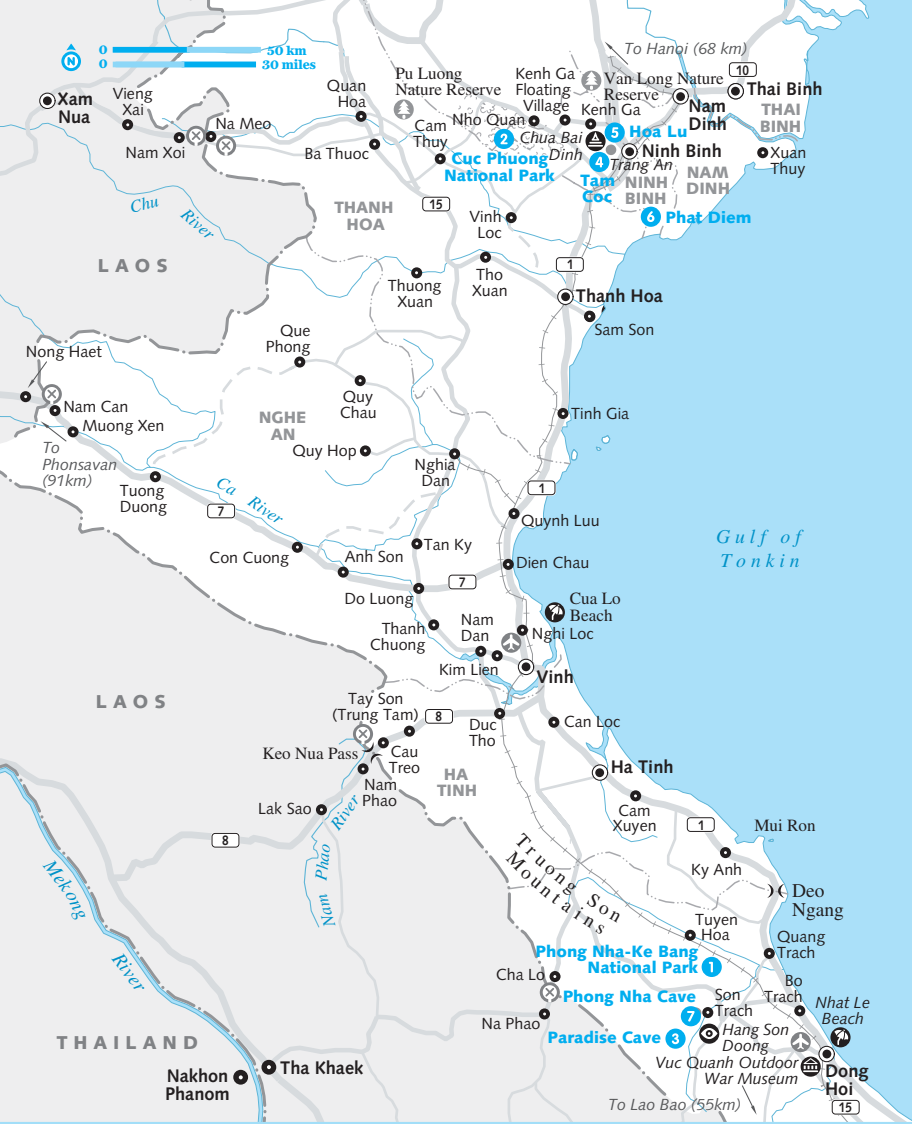 To Hanoi (68 km)
0 50 km
0 30 miles
N
10
Pu Luong
Nature Reserve
Kenh Ga
Floating
Village
Van Long Nature
Reserve
Thai Binh
Xam
Nua
Vieng
Xai
Quan
Hoa
Nam
Dinh
THAI
BINH
Na Meo
Nho Quan
Kenh Ga
Cam
Thuy
2
Chua Bai
Dinh
5 Hoa Lu
Nam Xoi
Ba Thuoc
Cuc Phuong
National Park
4
Trang An
Ninh Binh
Xuan
Thuy
Tam
Coc
NINH
BINH
NAM
DINH
Chu
River
15
THANH
HOA
Vinh
Loc
6 Phat Diem
LAOS
1
Thuong
Xuan
Tho
Xuan
Thanh Hoa
Sam Son
Que
Phong
Nong Haet
Quy
Chau
Nam Can
Muong Xen
NGHE
AN
Tinh Gia
To
Phonsavan
(91km)
Quy Hop
Nghia
Dan
Tuong
Duong
Ca River
7
1
Quynh Luu
Gulf of
Tonkin
Con Cuong
Anh Son
Tan Ky
Dien Chau
7
Do Luong
Cua Lo
Beach
Thanh
Chuong
Nam
Dan
Nghi Loc
Kim Lien
Vinh
LAOS
Tay Son
(Trung Tam)
8
Duc
Tho
Can Loc
Keo Nua Pass
Cau
Treo
Nam
Phao
HA
TINH
Ha Tinh
Lak Sao
Cam
Xuyen
1
Mui Ron
8
Nam Phao River
Ky Anh
Truong Son
Mountains
Deo
Ngang
Mekong
River
Tuyen
Hoa
Quang
Trach
Phong Nha-Ke Bang
National Park 1
Cha Lo
Bo
Trach
Phong Nha Cave
7
Son
Trach
Nhat Le
Beach
Na Phao
Paradise Cave 3
Hang Son
Doong
THAILAND
Vuc Quanh Outdoor
War Museum
Tha Khaek
Nakhon
Phanom
Dong
Hoi
To Lao Bao (55km)
15